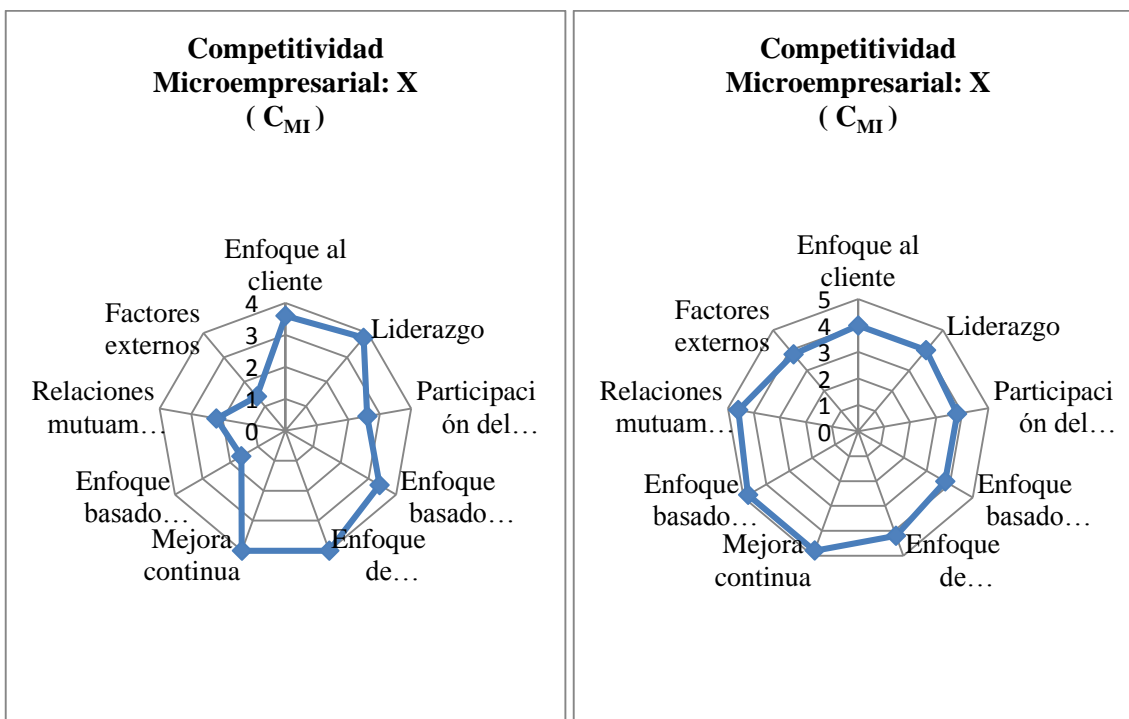 Competitividad
Microempresarial: X
( CMI )
Enfoque al
cliente
Liderazgo
Participaci
ón del…
Enfoque
basado…
Enfoque
de…
Mejora
continua
Enfoque
basado…
Relaciones
mutuam…
Factores
externos
4
3
2
1
0
Competitividad
Microempresarial: X
( CMI )
Enfoque al
cliente
Liderazgo
Participaci
ón del…
Enfoque
basado…
Enfoque
de…
Mejora
continua
Enfoque
basado…
Relaciones
mutuam…
Factores
externos
5
4
3
2
1
0